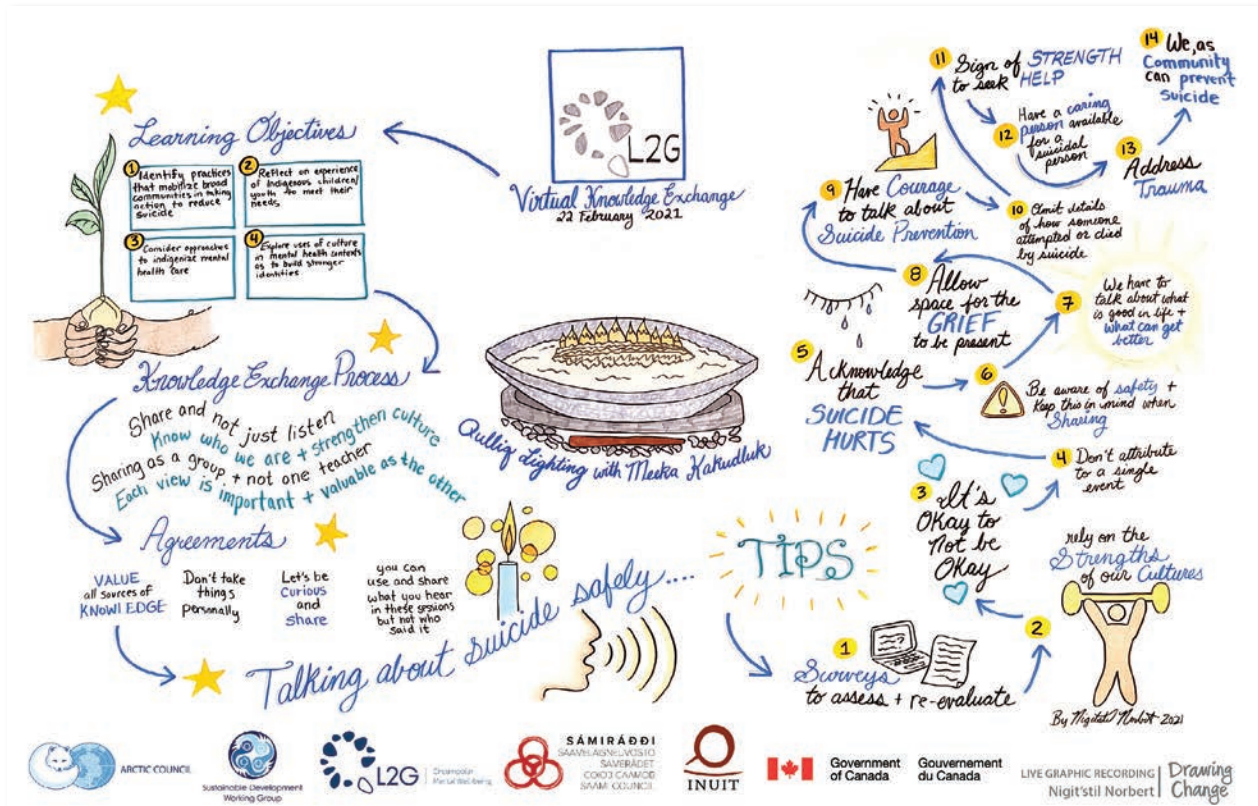 L2G
Virtual Knowledge Exchange
22 February 2021
Learning Objectives
1
Identify practices
that mobilize broad
communities in taking
action to reduce
suicide
2
Reflect on experience
of Indigenous children/
youth to meet their
needs
3
Consider approaches
to indigenize mental
health care
4
Explore uses of culture
in mental health contexts
as to build stronger
identities
Knowledge Exchange Process
Share and not just listen
Know who we are + strengthen culture
Sharing as a group + not one teacher
Each view is important + valuable as the other
Agreements
VALUE
all sources of
KNOWLEDGE
Don't take
things
personally
Let's be
Curious
and
share
you can
use and share
what you hear
in these sessions
but not who
said it
Qulliq Lighting with Meeka Kakudluk
Talking about suicide safely....
TIPS
1
Surveys
to assess + re-evaluate
2
rely on the
Strengths
of our Cultures
3
It's
Okay to
Not be
Okay
4
Don't attribute
to a single
event
5
Acknowledge
that
SUICIDE
HURTS
6
Be aware of safety +
Keep this in mind when
Sharing
7
We have to
talk about what
is good in life +
what can get
better
8
Allow
space for the
GRIEF
to be present
9
Have Courage
to talk about
Suicide Prevention
10
Omit details
of how someone
attempted or died
by suicide
11
Sign of STRENGTH
to seek HELP
12
Have a caring
person available
for a
suicidal
person
13
Address
Trauma
14
We, as
Community
can prevent
Suicide
By Nigit'stil Norbert 2021
ARCTIC COUNCIL
Sustainable Development
Working Group
L2G
Circumpolar
Mental Well-being
SÁMIRÁÐÐI
SAAVELAGNEUVOSTO
SAMERÅDET
СОЮЗ СААМОВ
SAAMI COUNCIL
INUIT
Government
of Canada
Gouvernement
du Canada
LIVE GRAPHIC RECORDING
Nigit'stil Norbert
Drawing
Change